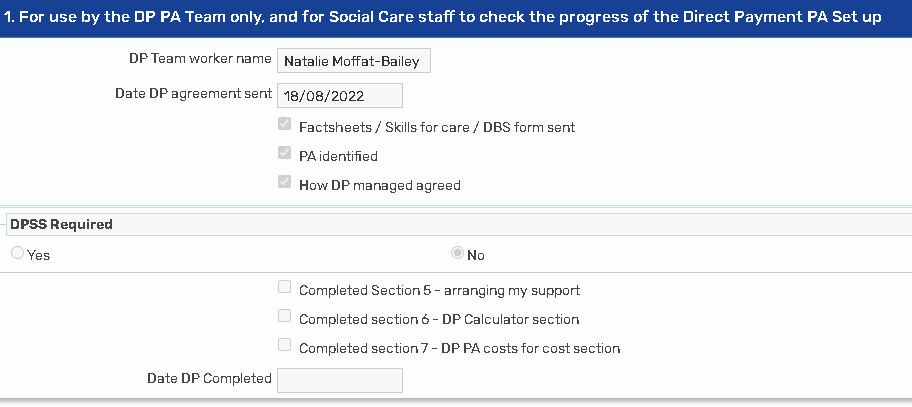 1. For use by the DP PA Team only, and for Social Care staff to check the progress of the Direct Payment PA Set up
DP Team worker name Natalie Moffat-Bailey
Date DP agreement sent 18/08/2022
Factsheets / Skills for care / DBS form sent
PA identified
How DP managed agreed
DPSS Required
Yes No
Completed Section 5 - arranging my support
Completed section 6 - DP Calculator section
Completed section 7 - DP PA costs for cost section
Date DP Completed